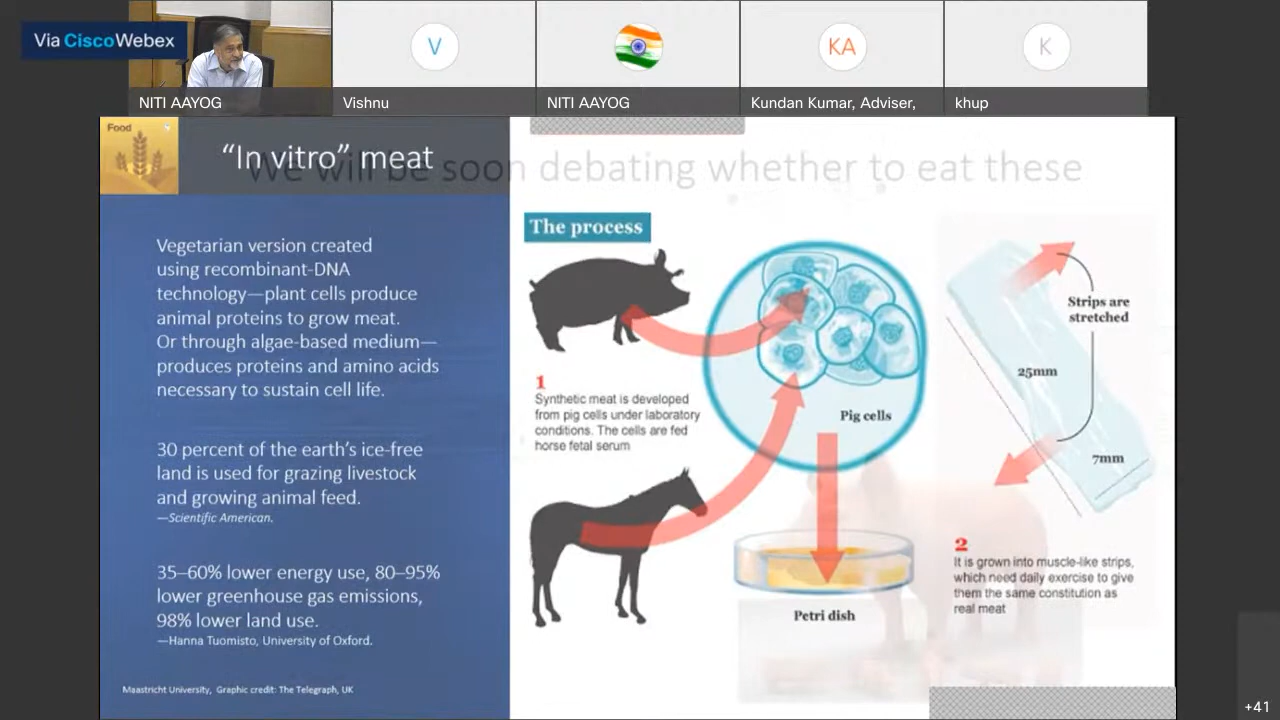 Via Cisco Webex
V
KA
K
NITI AAYOG
Vishnu
NITI AAYOG
Kundan Kumar, Adviser,
khup
Food
“In vitro” meat
We will be soon debating whether to eat these
Vegetarian version created
using recombinant-DNA
technology—plant cells produce
animal proteins to grow meat.
Or through algae-based medium—
produces proteins and amino acids
necessary to sustain cell life.
30 percent of the earth’s ice-free
land is used for grazing livestock
and growing animal feed.
—Scientific American.
35–60% lower energy use, 80–95%
lower greenhouse gas emissions,
98% lower land use.
—Hanna Tuomisto, University of Oxford.
Maastricht University, Graphic credit: The Telegraph, UK
The process
1
Synthetic meat is developed
from pig cells under laboratory
conditions. The cells are fed
horse fetal serum
Pig cells
Petri dish
Strips are
stretched
25mm
7mm
2
It is grown into muscle-like strips,
which need daily exercise to give
them the same constitution as
real meat
+41